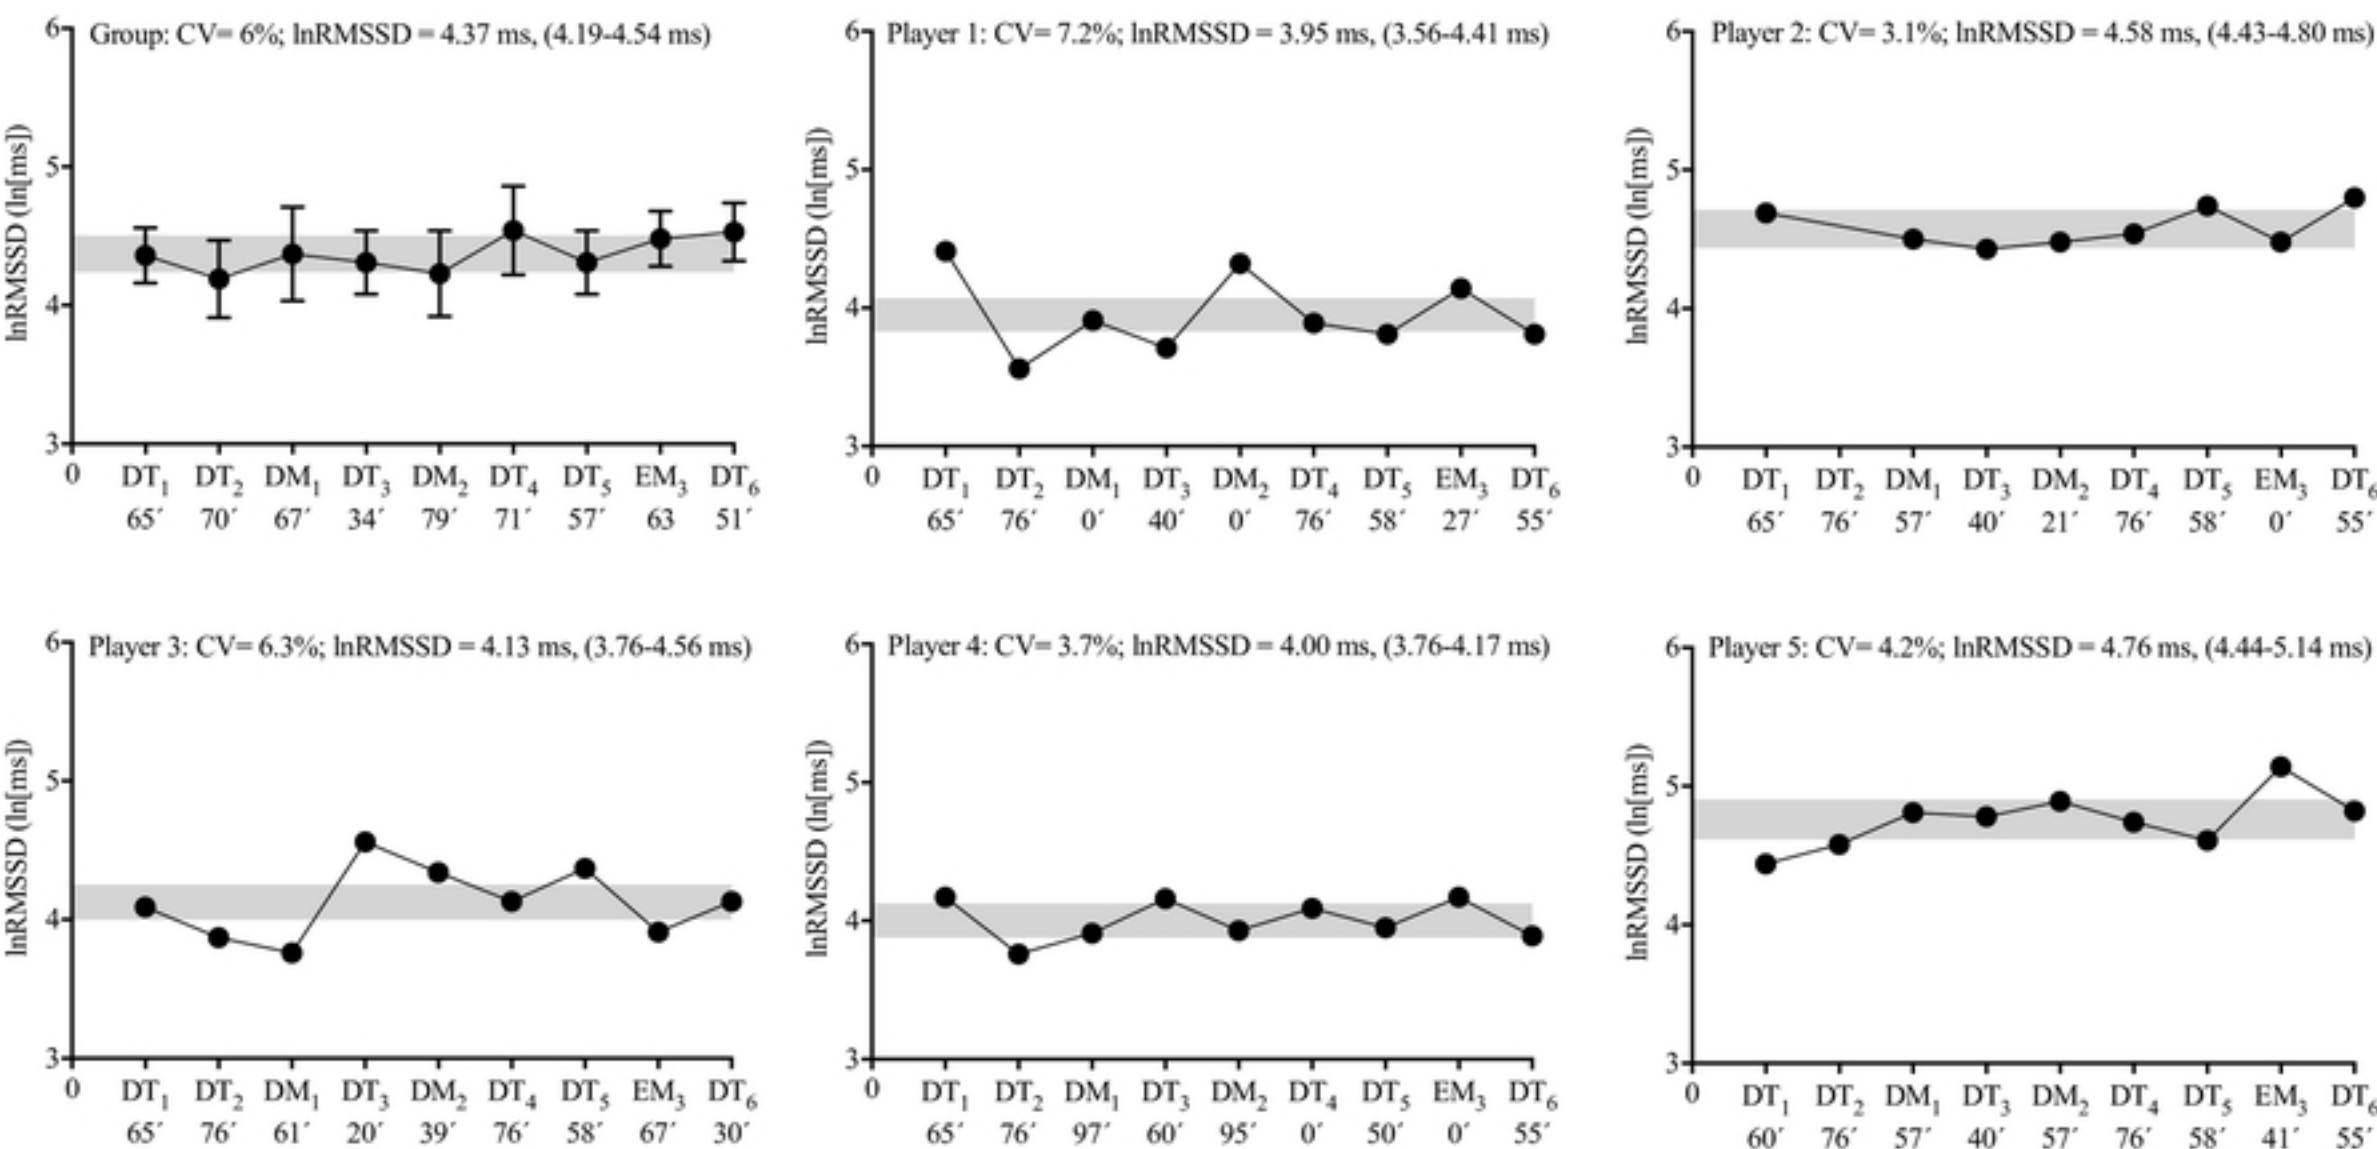 Group: CV= 6%; lnRMSSD = 4.37 ms, (4.19-4.54 ms)
6
5
4
3
lnRMSSD (ln[ms])
0 DT1 DT2 DM1 DT3 DM2 DT4 DT5 EM3 DT6
65´ 70´ 67´ 34´ 79´ 71´ 57´ 63 51´
Player 1: CV= 7.2%; lnRMSSD = 3.95 ms, (3.56-4.41 ms)
6
5
4
3
lnRMSSD (ln[ms])
0 DT1 DT2 DM1 DT3 DM2 DT4 DT5 EM3 DT6
65´ 76´ 0´ 40´ 0´ 76´ 58´ 27´ 55´
Player 2: CV= 3.1%; lnRMSSD = 4.58 ms, (4.43-4.80 ms)
6
5
4
3
lnRMSSD (ln[ms])
0 DT1 DT2 DM1 DT3 DM2 DT4 DT5 EM3 DT6
65´ 76´ 57´ 40´ 21´ 76´ 58´ 0´ 55´
Player 3: CV= 6.3%; lnRMSSD = 4.13 ms, (3.76-4.56 ms)
6
5
4
3
lnRMSSD (ln[ms])
0 DT1 DT2 DM1 DT3 DM2 DT4 DT5 EM3 DT6
65´ 76´ 61´ 20´ 39´ 76´ 58´ 67´ 30´
Player 4: CV= 3.7%; lnRMSSD = 4.00 ms, (3.76-4.17 ms)
6
5
4
3
lnRMSSD (ln[ms])
0 DT1 DT2 DM1 DT3 DM2 DT4 DT5 EM3 DT6
65´ 76´ 97´ 60´ 95´ 0´ 50´ 0´ 55´
Player 5: CV= 4.2%; lnRMSSD = 4.76 ms, (4.44-5.14 ms)
6
5
4
3
lnRMSSD (ln[ms])
0 DT1 DT2 DM1 DT3 DM2 DT4 DT5 EM3 DT6
60´ 76´ 57´ 40´ 57´ 76´ 58´ 41´ 55´